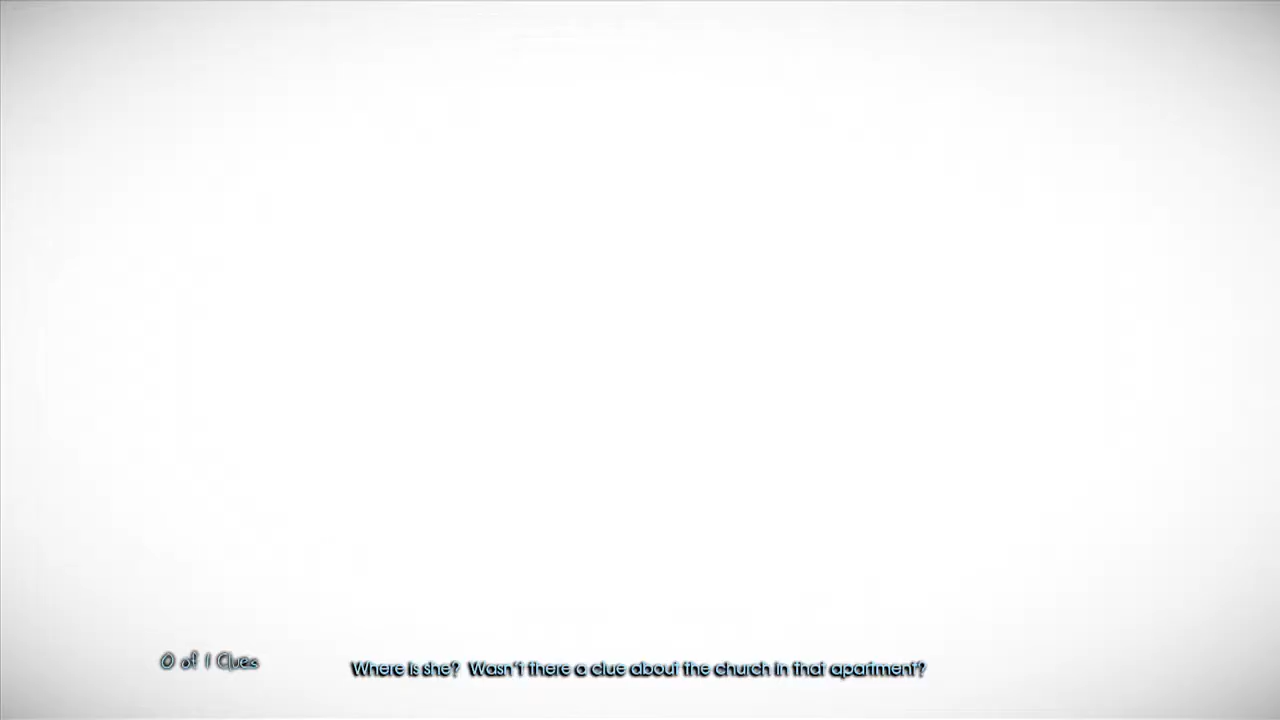 0 of 1 Clues
Where is she? Wasn't there a clue about the church in that apartment?